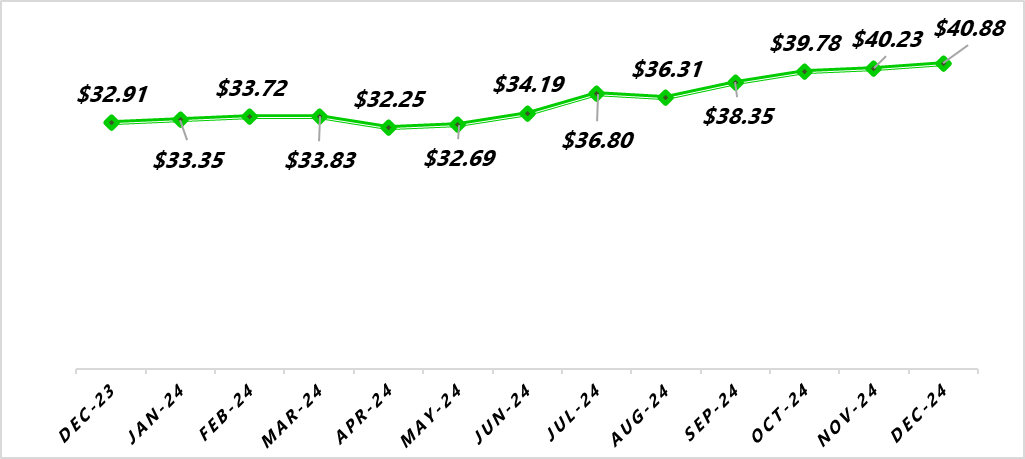 $32.91
$33.35
$33.72
$33.83
$32.25
$32.69
$34.19
$36.80
$36.31
$38.35
$39.78
$40.23
$40.88
DEC-23
JAN-24
FEB-24
MAR-24
APR-24
MAY-24
JUN-24
JUL-24
AUG-24
SEP-24
OCT-24
NOV-24
DEC-24